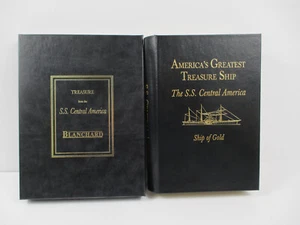 TREASURE
from the
S.S. Central America
BLANCHARD
AMERICA'S GREATEST
TREASURE SHIP
The S.S. Central America
Ship of Gold